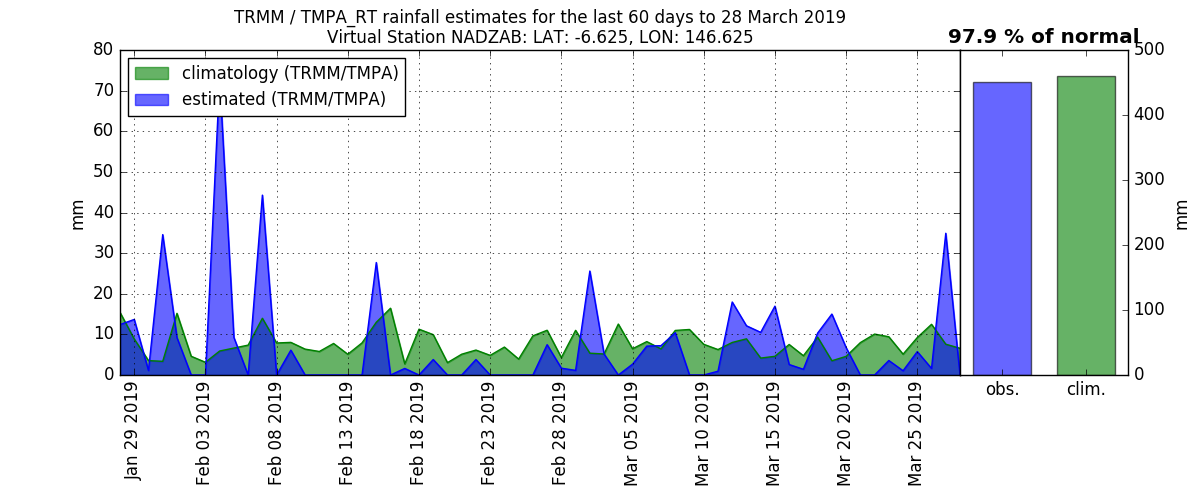 TRMM / TMPA_RT rainfall estimates for the last 60 days to 28 March 2019
Virtual Station NADZAB: LAT: -6.625, LON: 146.625
97.9 % of normal
climatology (TRMM/TMPA)
estimated (TRMM/TMPA)
80
70
60
50
40
30
20
10
0
mm
500
400
300
200
100
0
mm
Jan 29 2019
Feb 03 2019
Feb 08 2019
Feb 13 2019
Feb 18 2019
Feb 23 2019
Feb 28 2019
Mar 05 2019
Mar 10 2019
Mar 15 2019
Mar 20 2019
Mar 25 2019
obs.
clim.